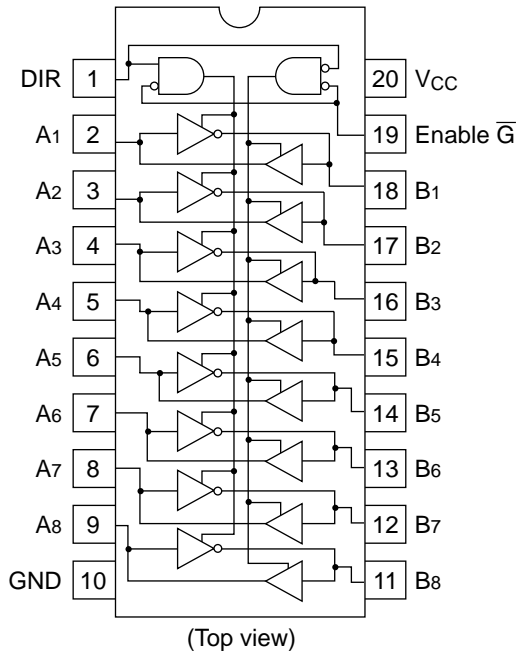 DIR 1 20 VCC
A1 2 19 Enable G̅
A2 3 18 B1
A3 4 17 B2
A4 5 16 B3
A5 6 15 B4
A6 7 14 B5
A7 8 13 B6
A8 9 12 B7
GND 10 11 B8
(Top view)